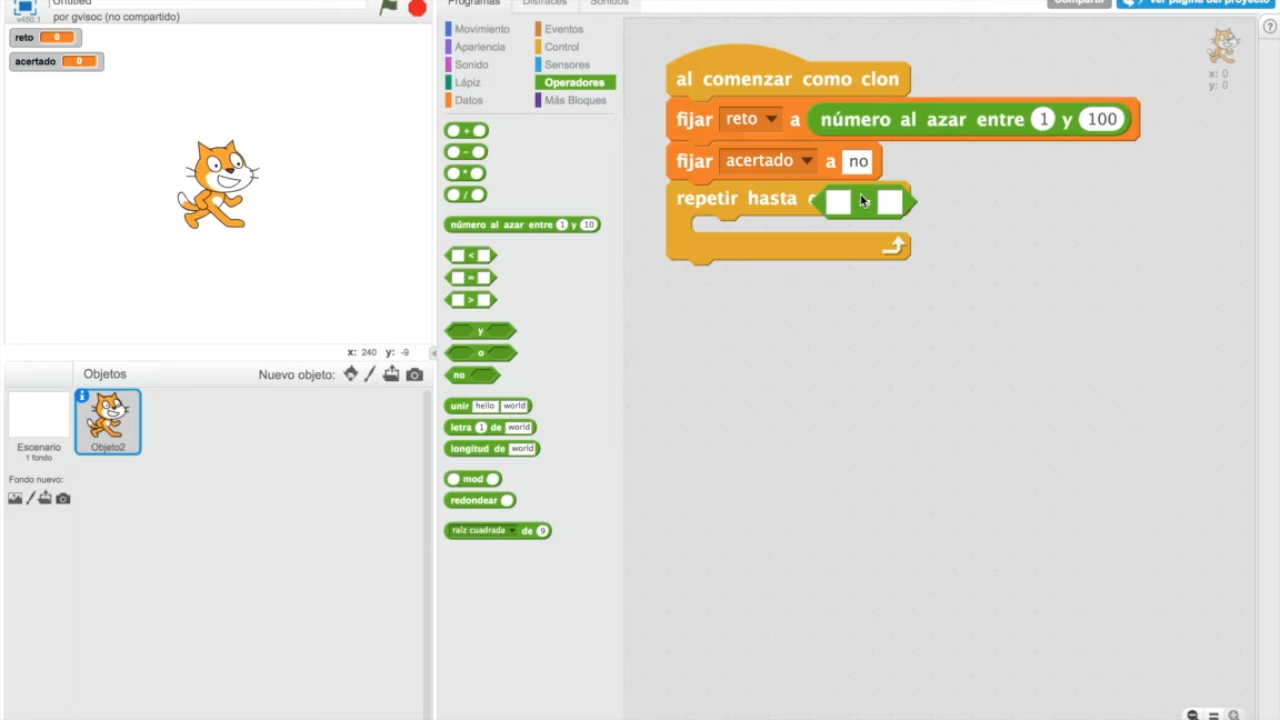 Untitled
Programas Disfraces Sonidos
Compartir Ver página del proyecto
v450.1
por gvisoc (no compartido)
reto 0
acertado 0
Movimiento Eventos
Apariencia Control
Sonido Sensores
Lápiz Operadores
Datos Más Bloques
+
-
*
/
número al azar entre 1 y 10
<
=
>
y
o
no
unir hello world
letra 1 de world
longitud de world
mod
redondear
raíz cuadrada de 9
al comenzar como clon
fijar reto a número al azar entre 1 y 100
fijar acertado a no
repetir hasta
x: 0
y: 0
x: 240 y: -9
Objetos Nuevo objeto:
Escenario
1 fondo
Objeto2
Fondo nuevo: